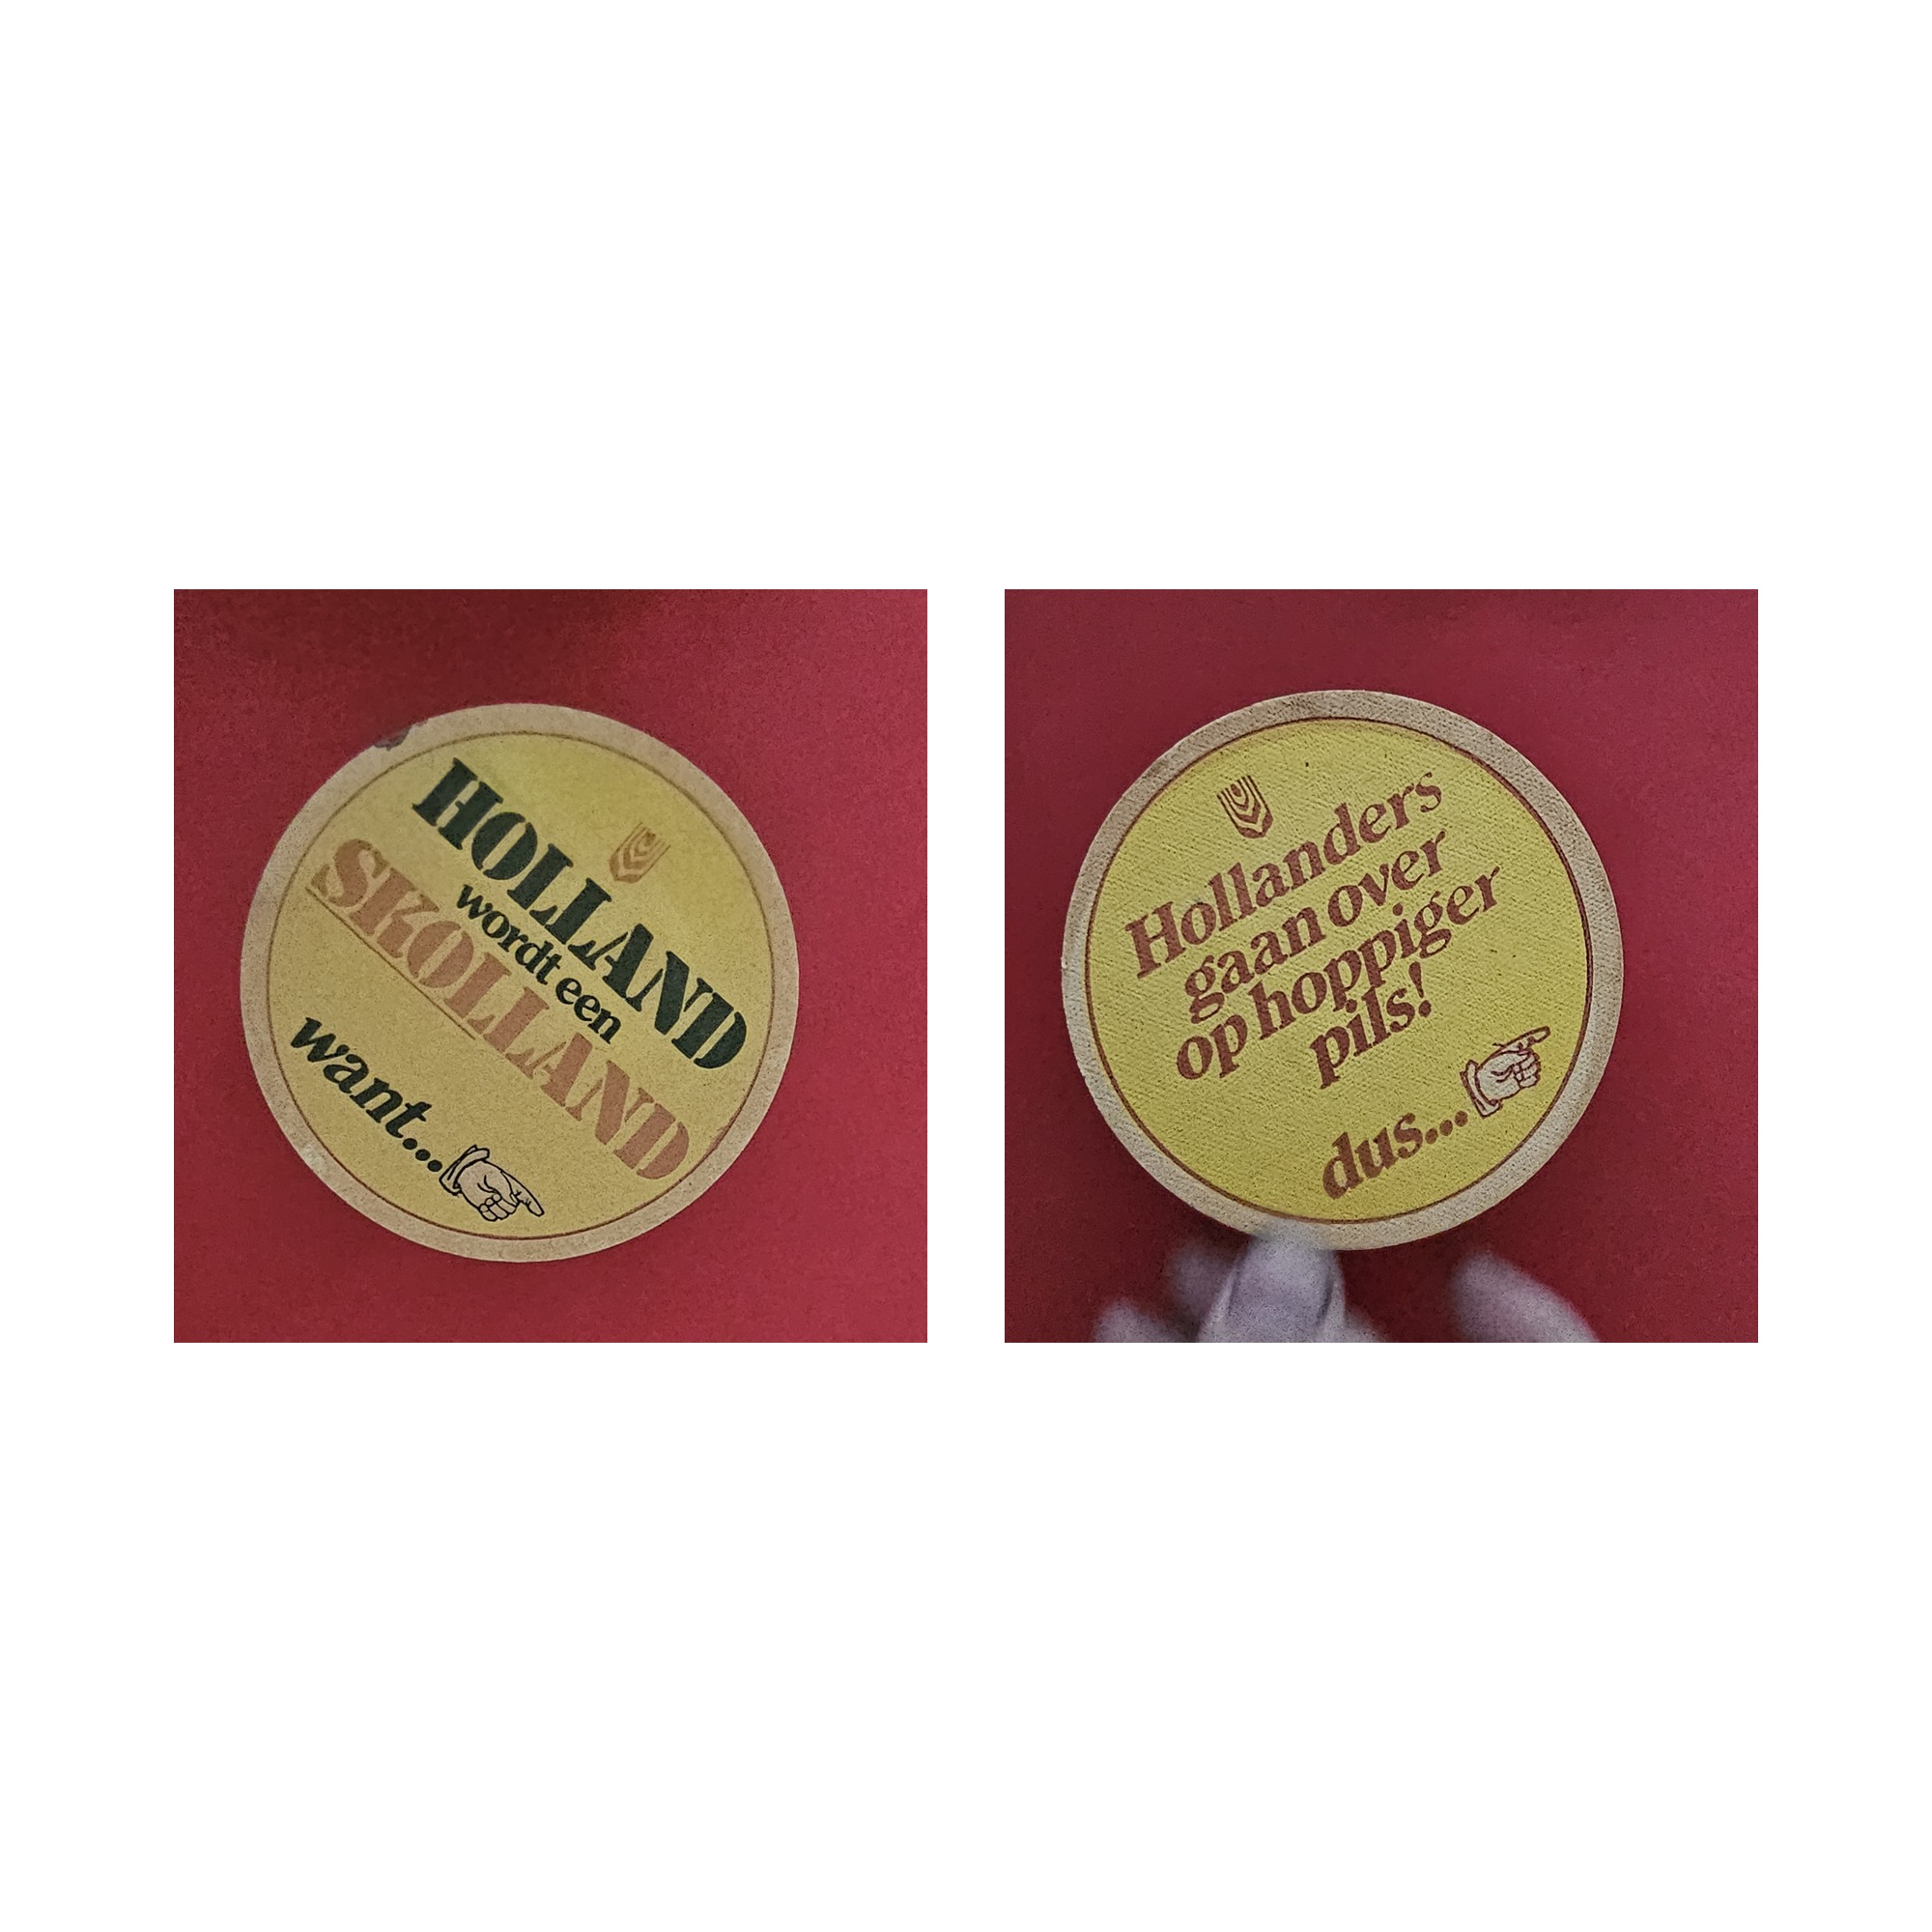 HOLLAND
wordt een
SKOLLAND
want...
Hollanders
gaan over
op hoppiger
pils!
dus...